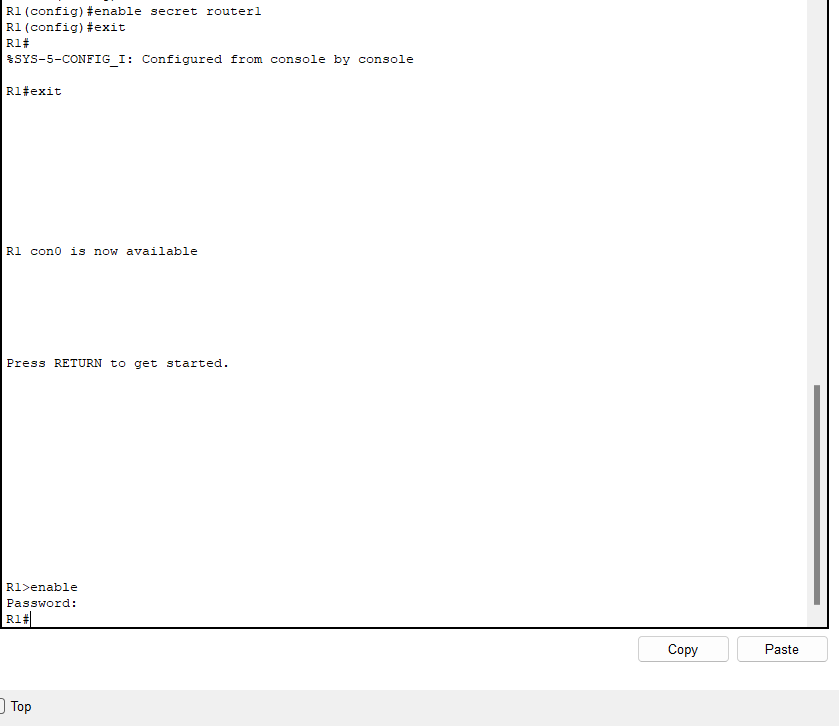 R1(config)#enable secret router1
R1(config)#exit
R1#
%SYS-5-CONFIG_I: Configured from console by console
R1#exit
R1 con0 is now available
Press RETURN to get started.
R1>enable
Password:
R1#
Copy
Paste
Top